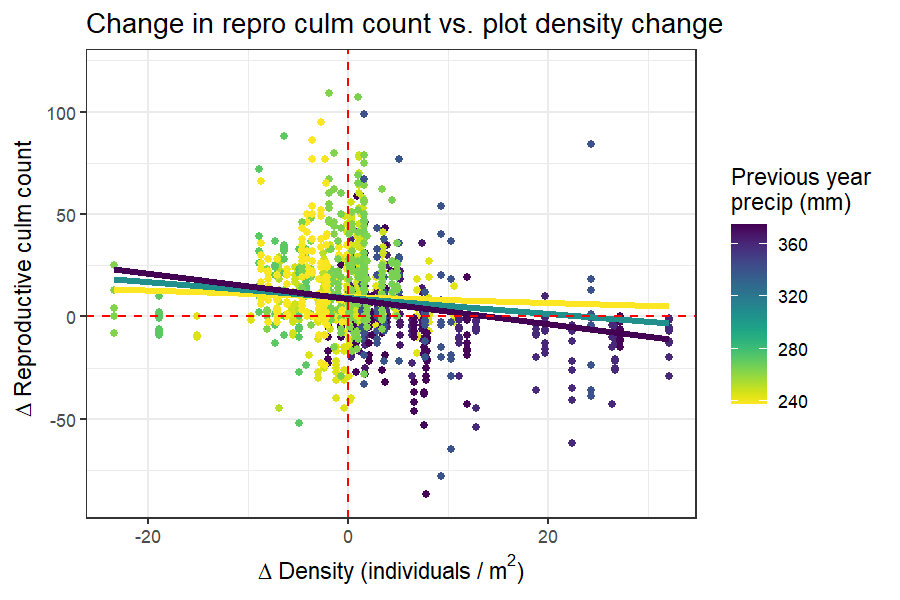 Change in repro culm count vs. plot density change
Δ Reproductive culm count
100
50
0
-50
-20
0
20
Δ Density (individuals / m²)
Previous year
precip (mm)
360
320
280
240